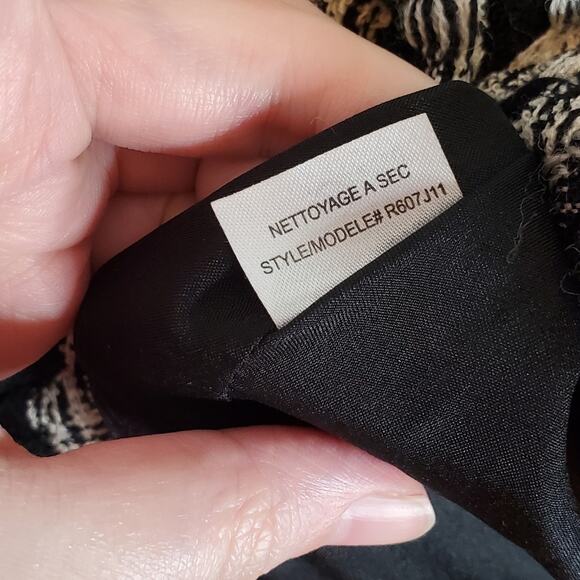 NETTOYAGE A SEC
STYLE/MODELE# R607J11